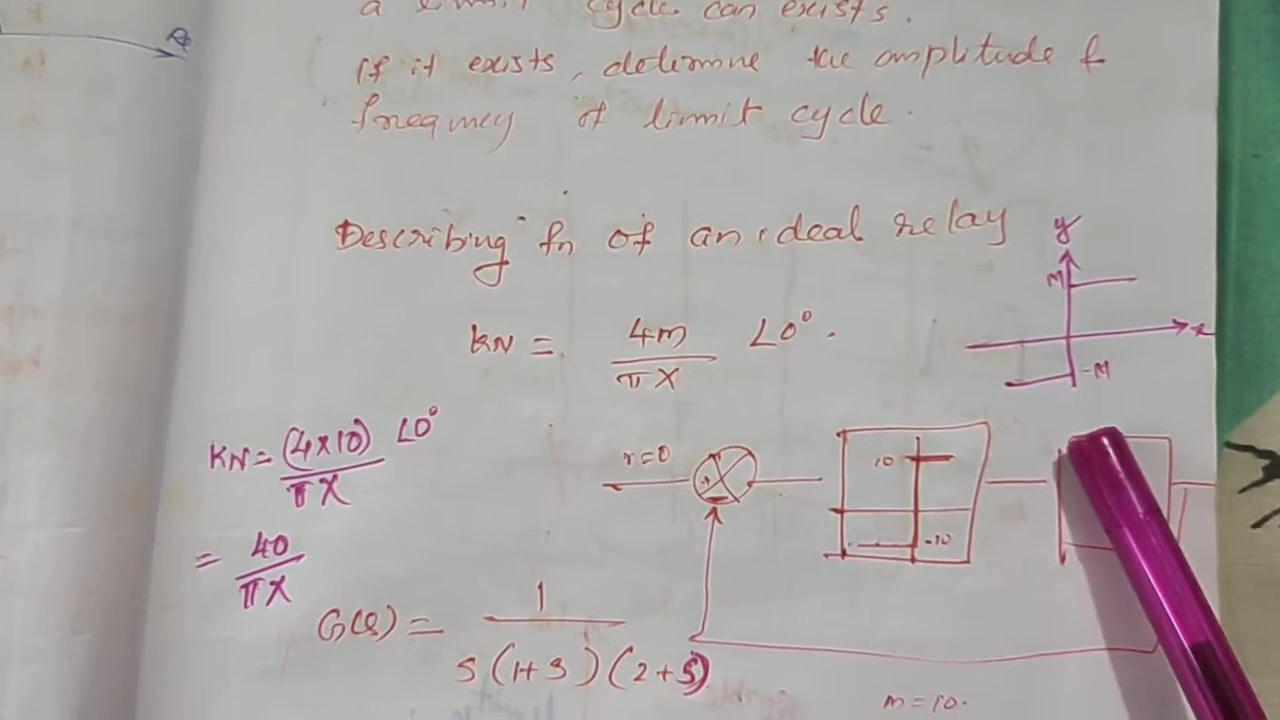 a limit cycle can exists.
If it exists, determine the amplitude &
frequency of limit cycle.
Describing fn of an ideal relay
KN = 4m / πX ∠0°.
y
M
x
-M
KN = (4×10) / πX ∠0°
= 40 / πX
r=0
10
-10
G(s) = 1 / s(1+s)(2+s)
m=10.